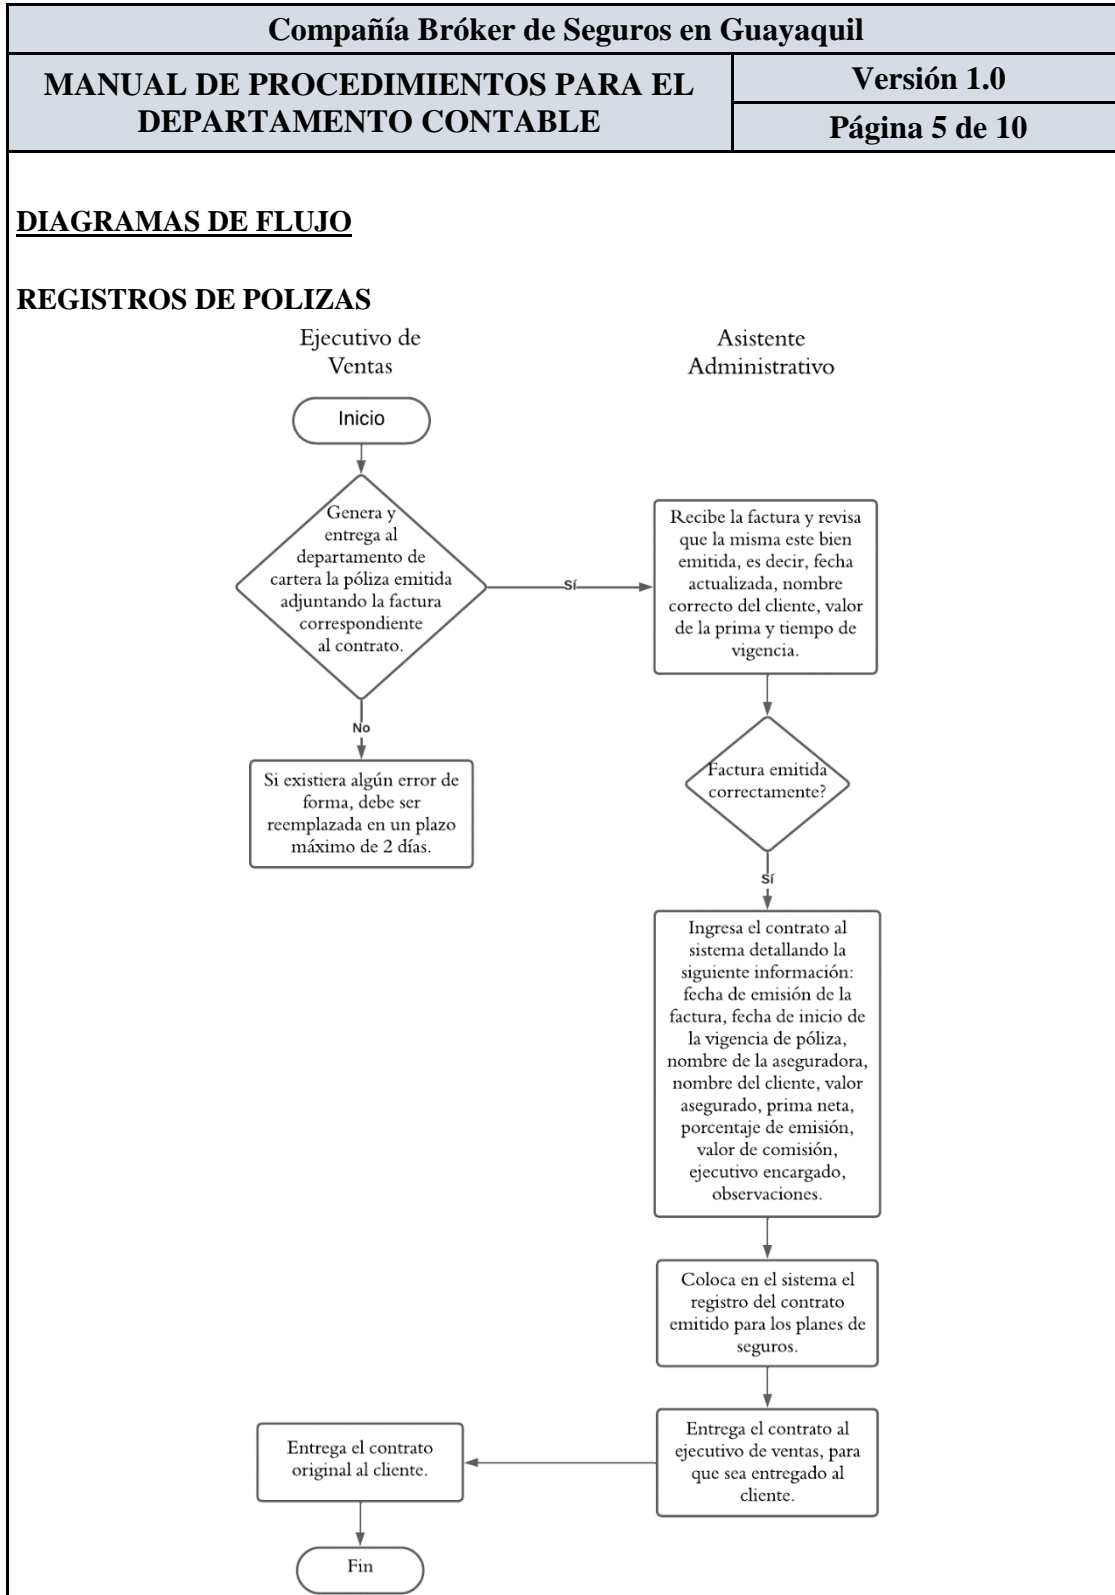 Compañía Bróker de Seguros en Guayaquil
MANUAL DE PROCEDIMIENTOS PARA EL
DEPARTAMENTO CONTABLE
Versión 1.0
Página 5 de 10
DIAGRAMAS DE FLUJO
REGISTROS DE POLIZAS
Ejecutivo de
Ventas
Asistente
Administrativo
Inicio
Genera y
entrega al
departamento de
cartera la póliza emitida
adjuntando la factura
correspondiente
al contrato.
Sí
Recibe la factura y revisa
que la misma este bien
emitida, es decir, fecha
actualizada, nombre
correcto del cliente, valor
de la prima y tiempo de
vigencia.
No
Si existiera algún error de
forma, debe ser
reemplazada en un plazo
máximo de 2 días.
Factura emitida
correctamente?
Sí
Ingresa el contrato al
sistema detallando la
siguiente información:
fecha de emisión de la
factura, fecha de inicio de
la vigencia de póliza,
nombre de la aseguradora,
nombre del cliente, valor
asegurado, prima neta,
porcentaje de emisión,
valor de comisión,
ejecutivo encargado,
observaciones.
Coloca en el sistema el
registro del contrato
emitido para los planes de
seguros.
Entrega el contrato al
ejecutivo de ventas, para
que sea entregado al
cliente.
Entrega el contrato
original al cliente.
Fin